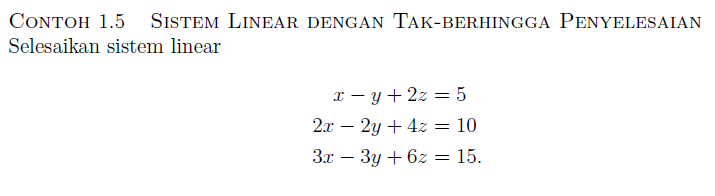 CONTOH 1.5 SISTEM LINEAR DENGAN TAK-BERHINGGA PENYELESAIAN
Selesaikan sistem linear
x − y + 2z = 5
2x − 2y + 4z = 10
3x − 3y + 6z = 15.